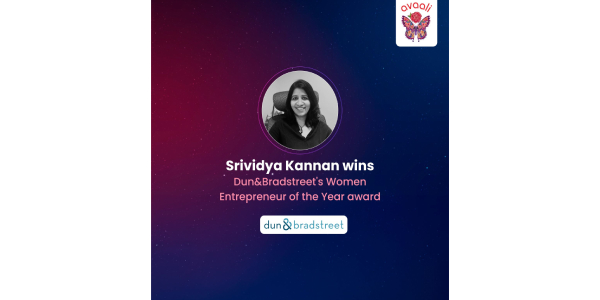 avaali
Srividya Kannan wins
Dun&Bradstreet's Women
Entrepreneur of the Year award
dun&bradstreet